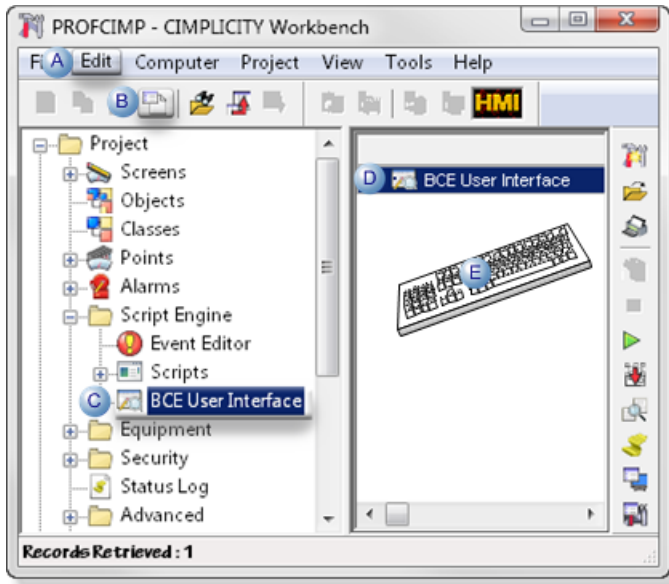 PROFCIMP - CIMPLICITY Workbench
F A Edit Computer Project View Tools Help
B HMI
Project
Screens
Objects
Classes
Points
Alarms
Script Engine
Event Editor
Scripts
C BCE User Interface
Equipment
Security
Status Log
Advanced
D BCE User Interface
E
Records Retrieved : 1